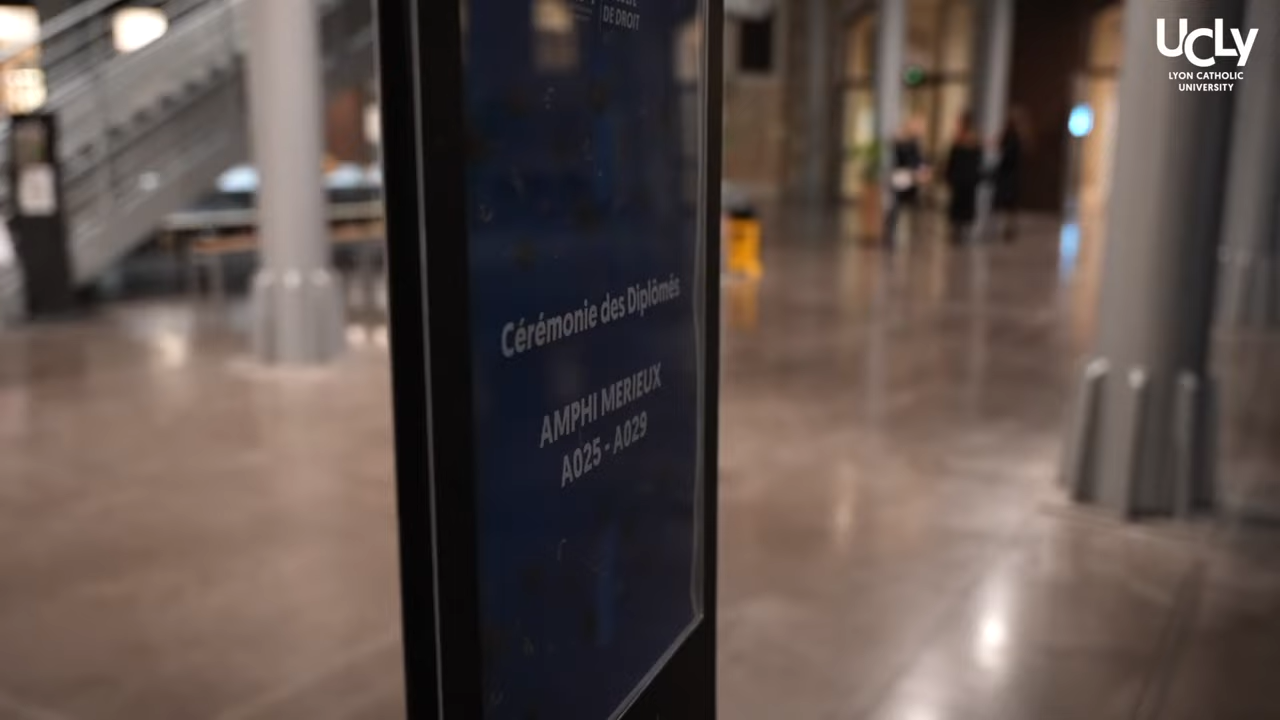 DE DROIT
Cérémonie des Diplômés
AMPHI MERIEUX
A025 - A029
UCLy
LYON CATHOLIC
UNIVERSITY